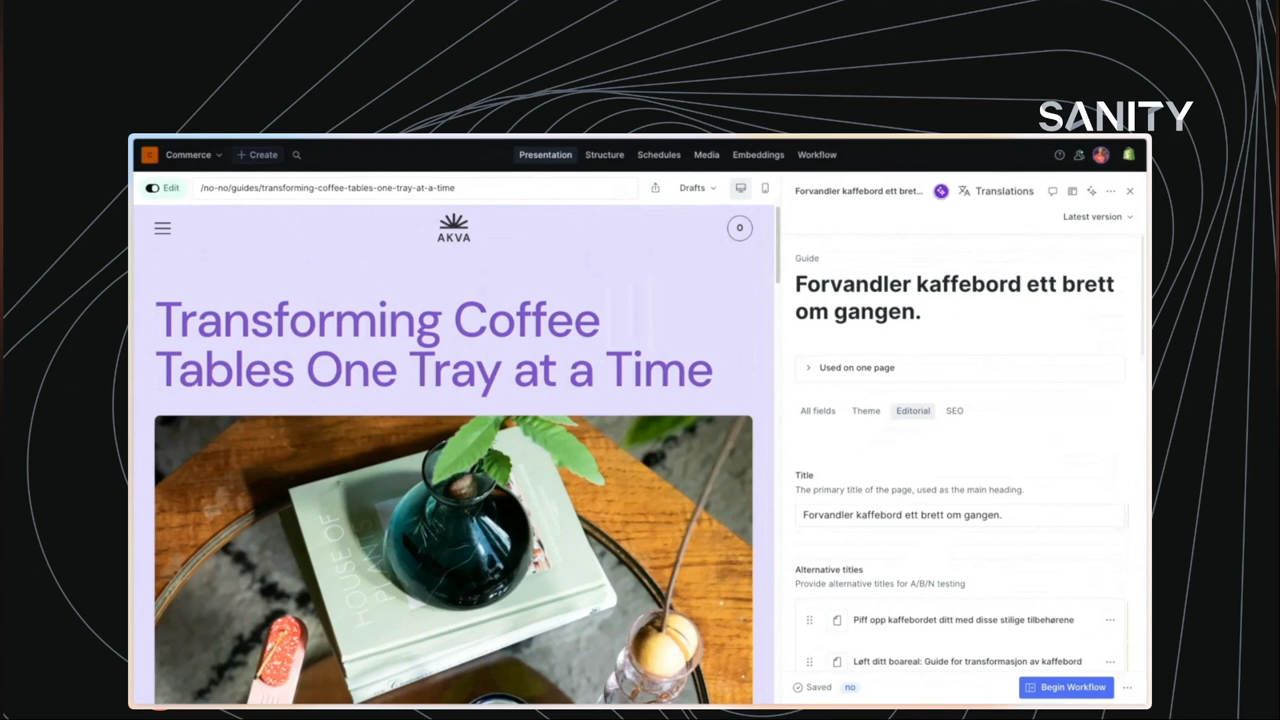 SANITY
C
Commerce
Create
Presentation
Structure
Schedules
Media
Embeddings
Workflow
Edit
/no-no/guides/transforming-coffee-tables-one-tray-at-a-time
Drafts
Forvandler kaffebord ett bret...
Translations
Latest version
AKVA
0
Transforming Coffee
Tables One Tray at a Time
HOUSE OF
PLANTS
Guide
Forvandler kaffebord ett brett
om gangen.
Used on one page
All fields
Theme
Editorial
SEO
Title
The primary title of the page, used as the main heading.
Forvandler kaffebord ett brett om gangen.
Alternative titles
Provide alternative titles for A/B/N testing
Piff opp kaffebordet ditt med disse stilige tilbehørene
Løft ditt boareal: Guide for transformasjon av kaffebord
Saved
no
Begin Workflow